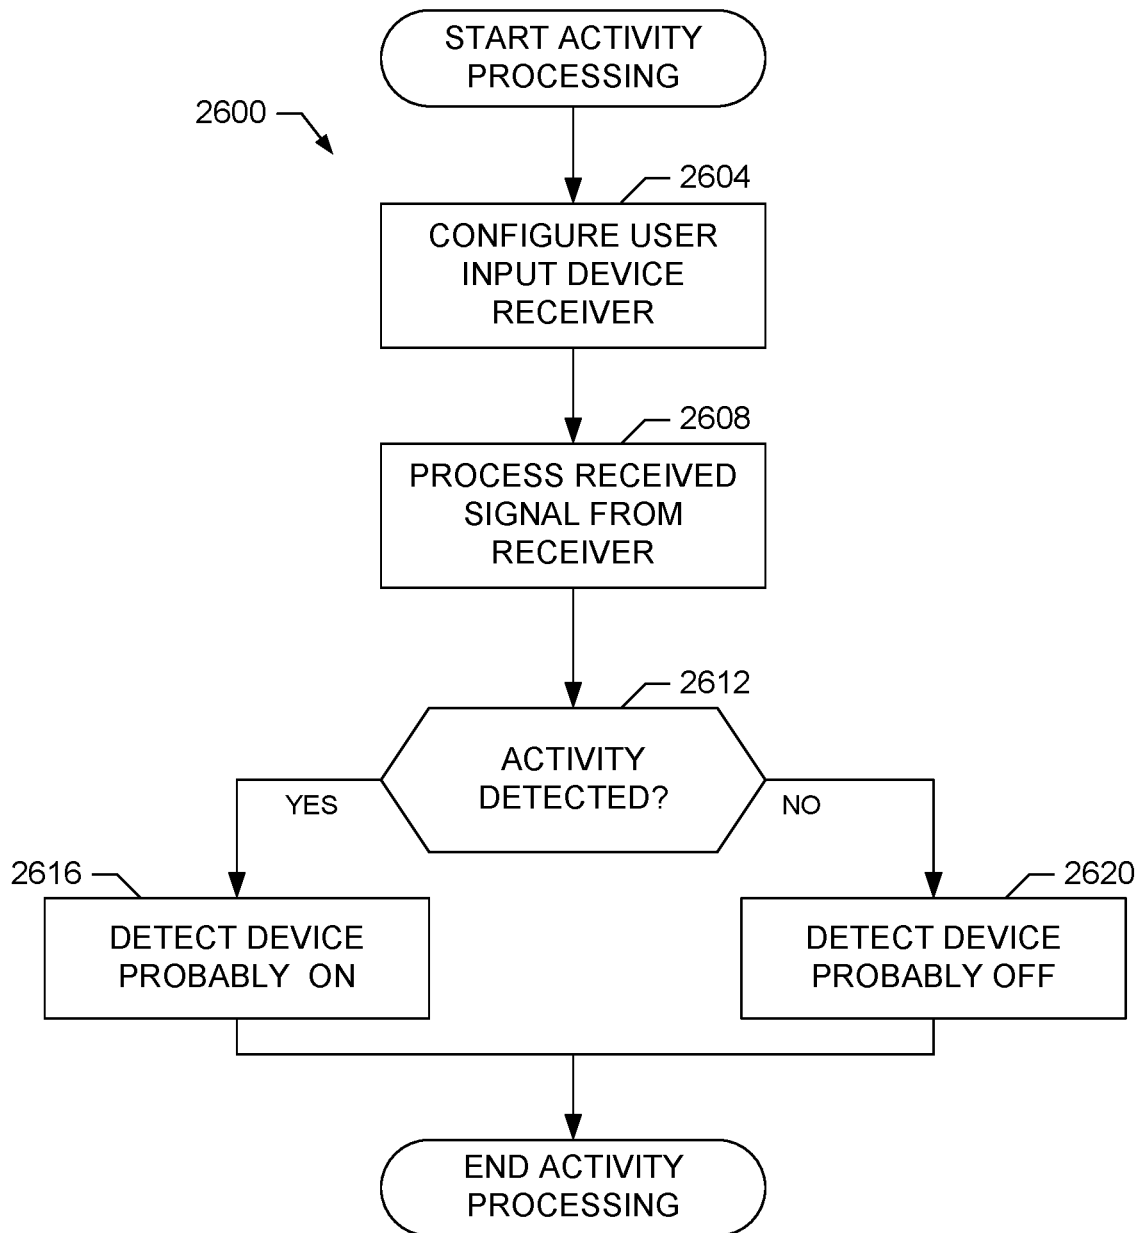 START ACTIVITY
PROCESSING
2600
2604
CONFIGURE USER
INPUT DEVICE
RECEIVER
2608
PROCESS RECEIVED
SIGNAL FROM
RECEIVER
2612
ACTIVITY
DETECTED?
YES
NO
2616
DETECT DEVICE
PROBABLY ON
2620
DETECT DEVICE
PROBABLY OFF
END ACTIVITY
PROCESSING